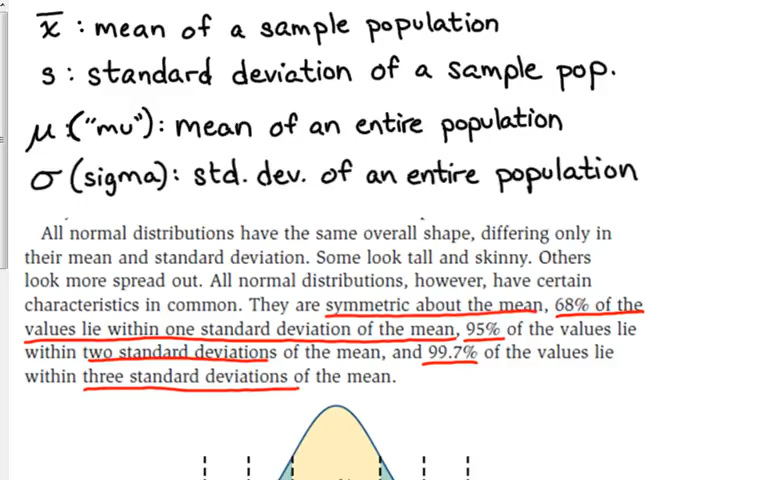 x̅ : mean of a sample population
s : standard deviation of a sample pop.
μ : ("mu") : mean of an entire population
σ (sigma) : std. dev. of an entire population
All normal distributions have the same overall shape, differing only in
their mean and standard deviation. Some look tall and skinny. Others
look more spread out. All normal distributions, however, have certain
characteristics in common. They are symmetric about the mean, 68% of the
values lie within one standard deviation of the mean, 95% of the values lie
within two standard deviations of the mean, and 99.7% of the values lie
within three standard deviations of the mean.